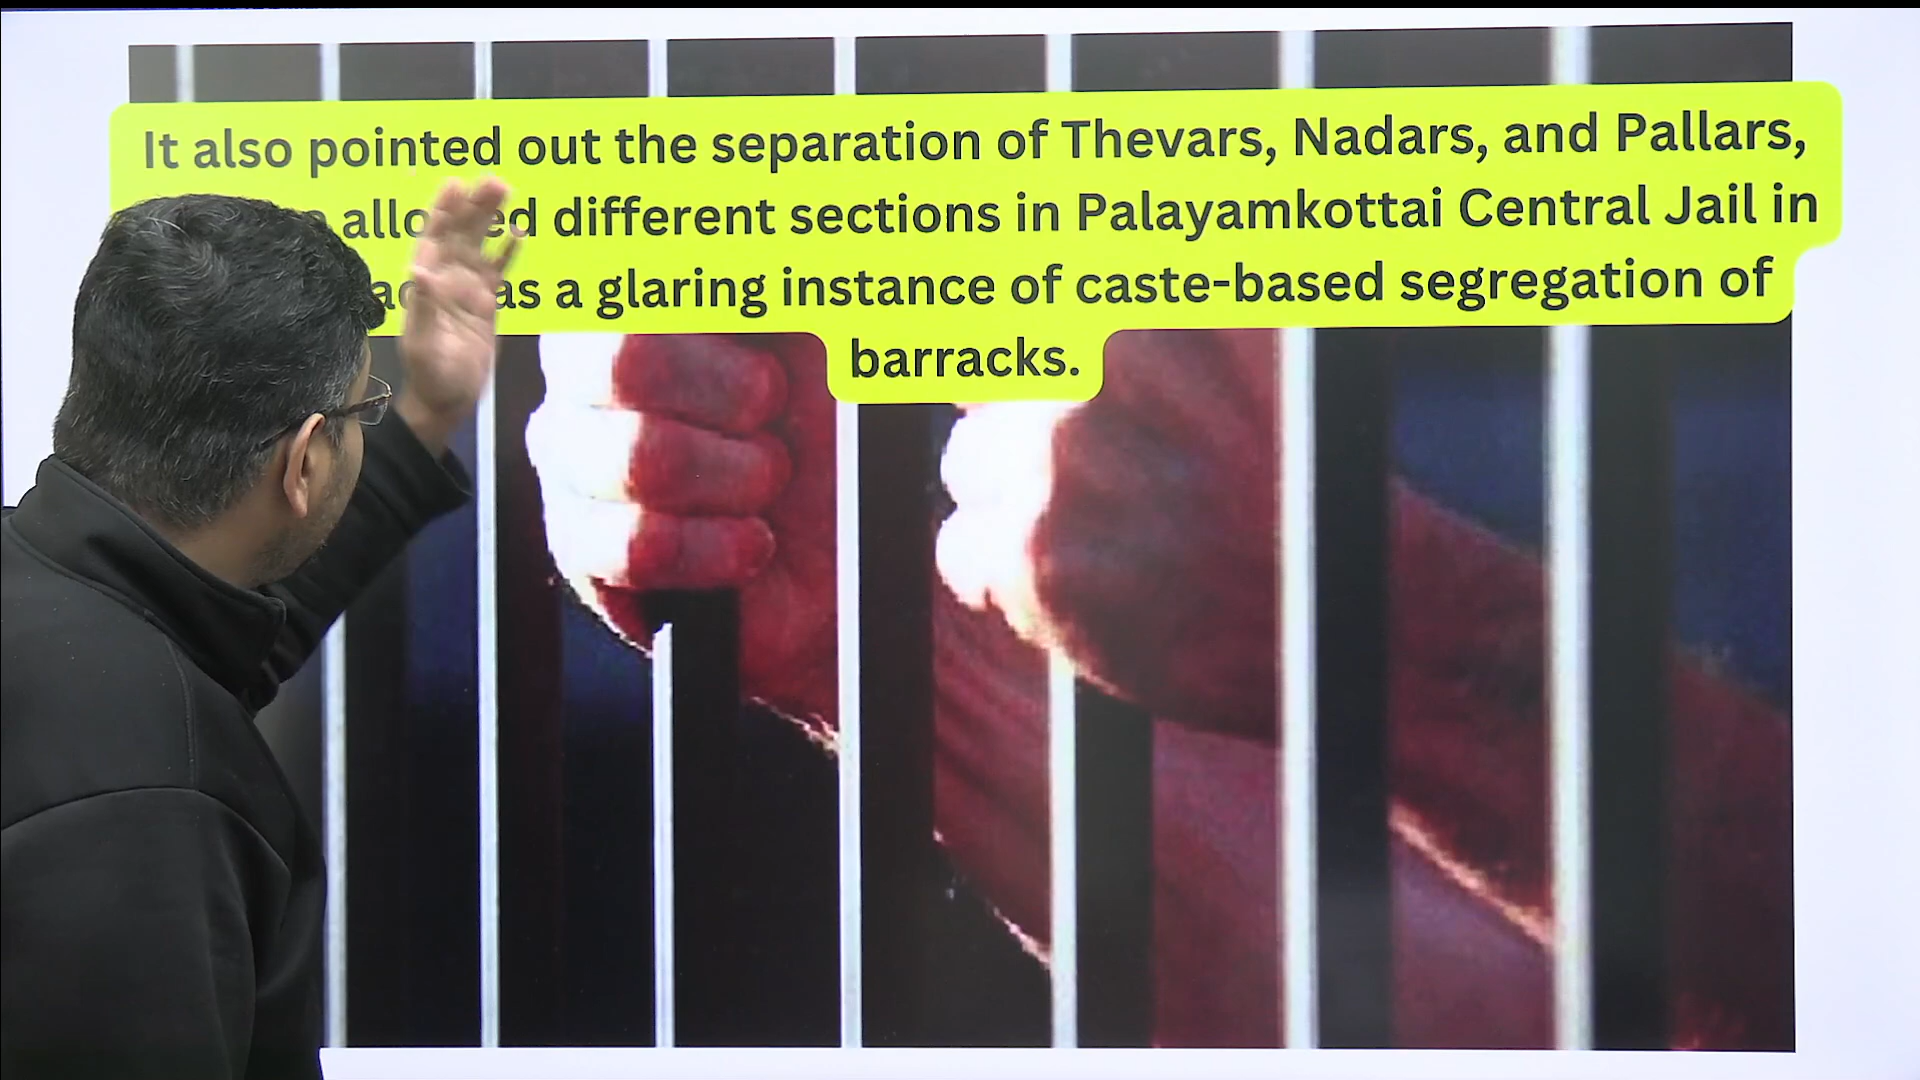 It also pointed out the separation of Thevars, Nadars, and Pallars,
different sections in Palayamkottai Central Jail in
as a glaring instance of caste-based segregation of
barracks.